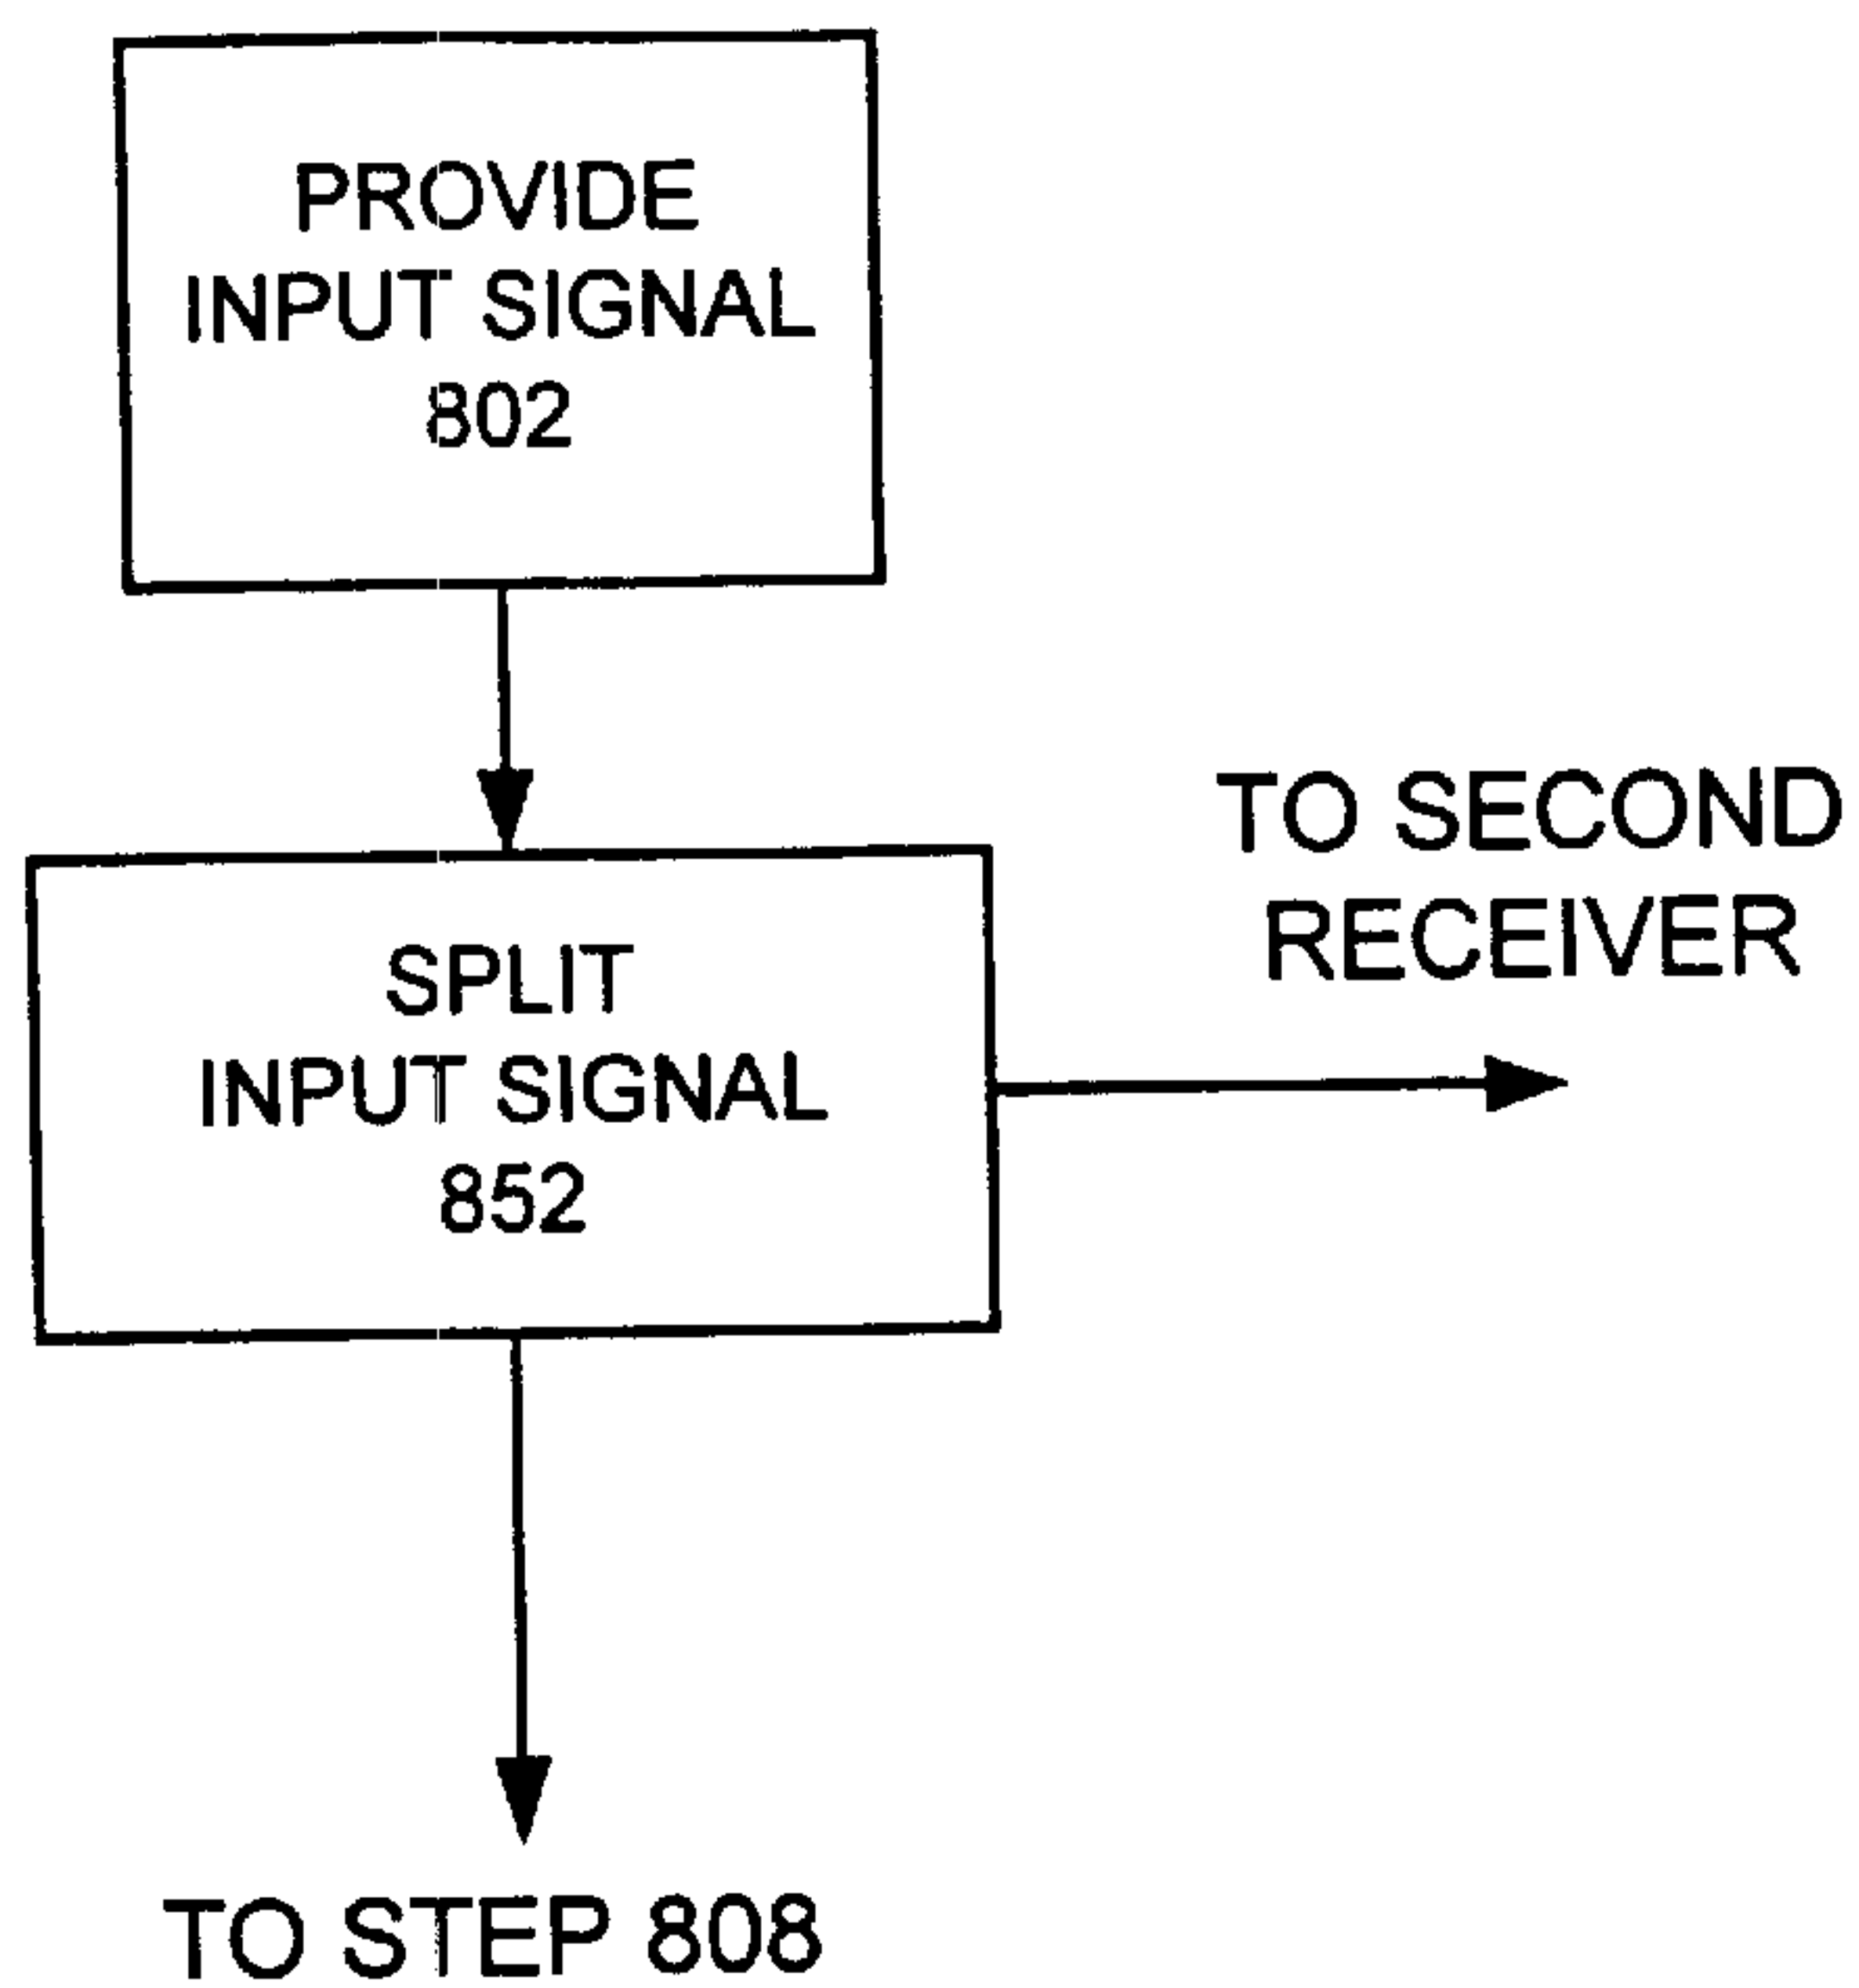 PROVIDE
INPUT SIGNAL
802
TO SECOND
RECEIVER
SPLIT
INPUT SIGNAL
852
TO STEP 808